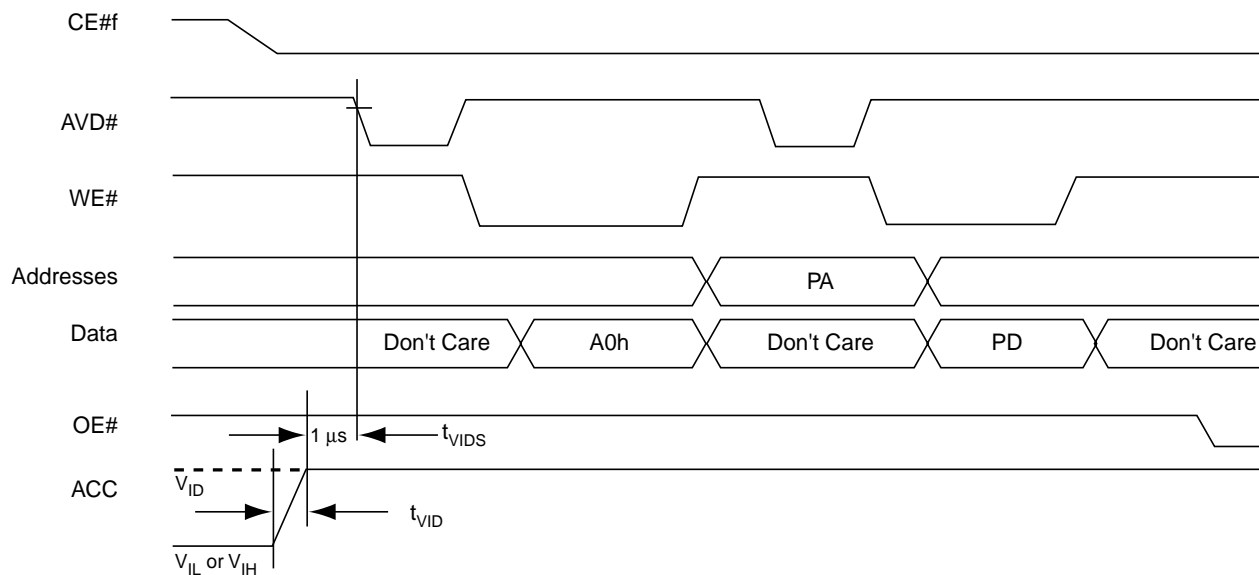 CE#f
AVD#
WE#
Addresses
PA
Data
Don't Care
A0h
Don't Care
PD
Don't Care
OE#
1 μs
tVIDS
ACC
VID
tVID
VIL or VIH